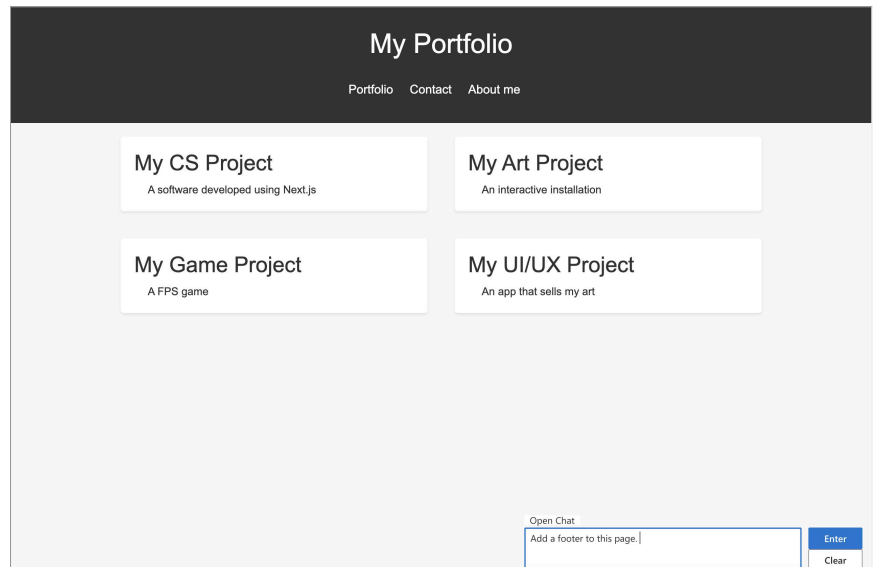 My Portfolio
Portfolio Contact About me
My CS Project
A software developed using Next.js
My Art Project
An interactive installation
My Game Project
A FPS game
My UI/UX Project
An app that sells my art
Open Chat
Add a footer to this page.
Enter
Clear